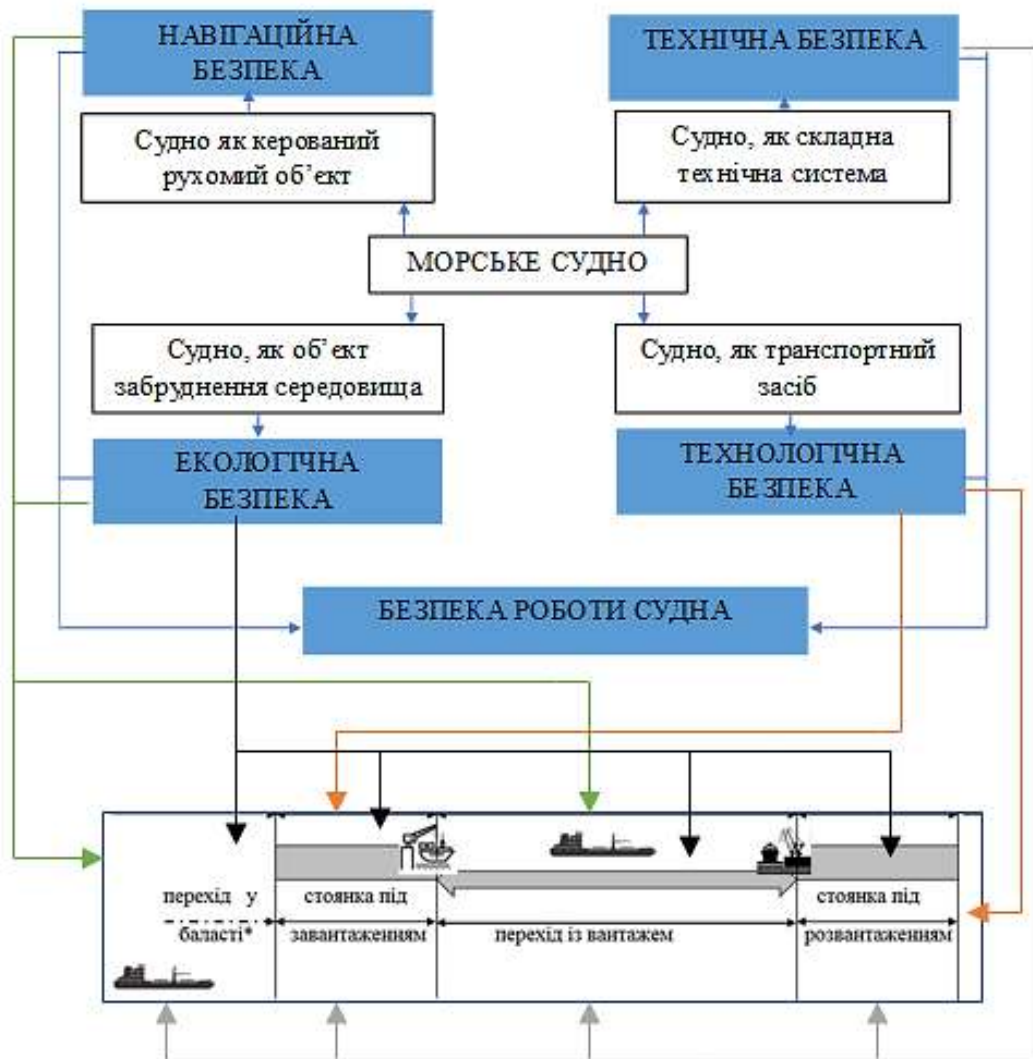 НАВІГАЦІЙНА
БЕЗПЕКА
ТЕХНІЧНА БЕЗПЕКА
Судно як керований
рухомий об’єкт
Судно, як складна
технічна система
МОРСЬКЕ СУДНО
Судно, як об’єкт
забруднення середовища
Судно, як транспортний
засіб
ЕКОЛОГІЧНА
БЕЗПЕКА
ТЕХНОЛОГІЧНА
БЕЗПЕКА
БЕЗПЕКА РОБОТИ СУДНА
перехід у
баласті*
стоянка під
завантаженням
перехід із вантажем
стоянка під
розвантаженням